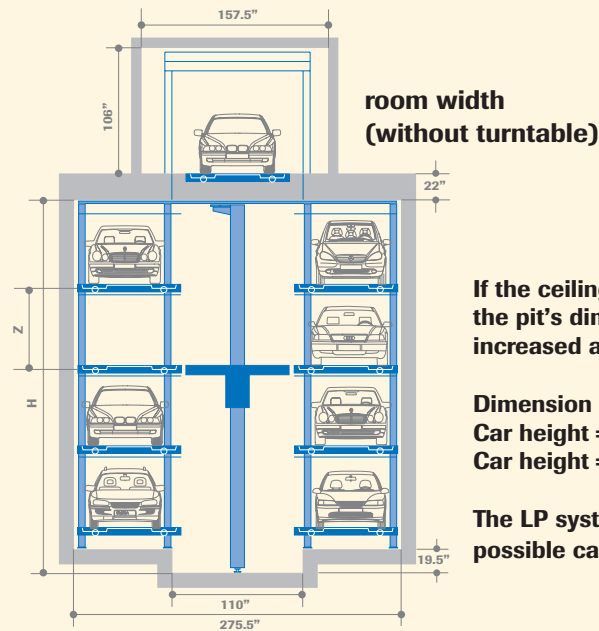 157.5"
106"
room width
(without turntable)
22"
If the ceiling
the pit's dim
increased a
Z
H
Dimension
Car height =
Car height =
The LP syst
possible ca
19.5"
110"
275.5"